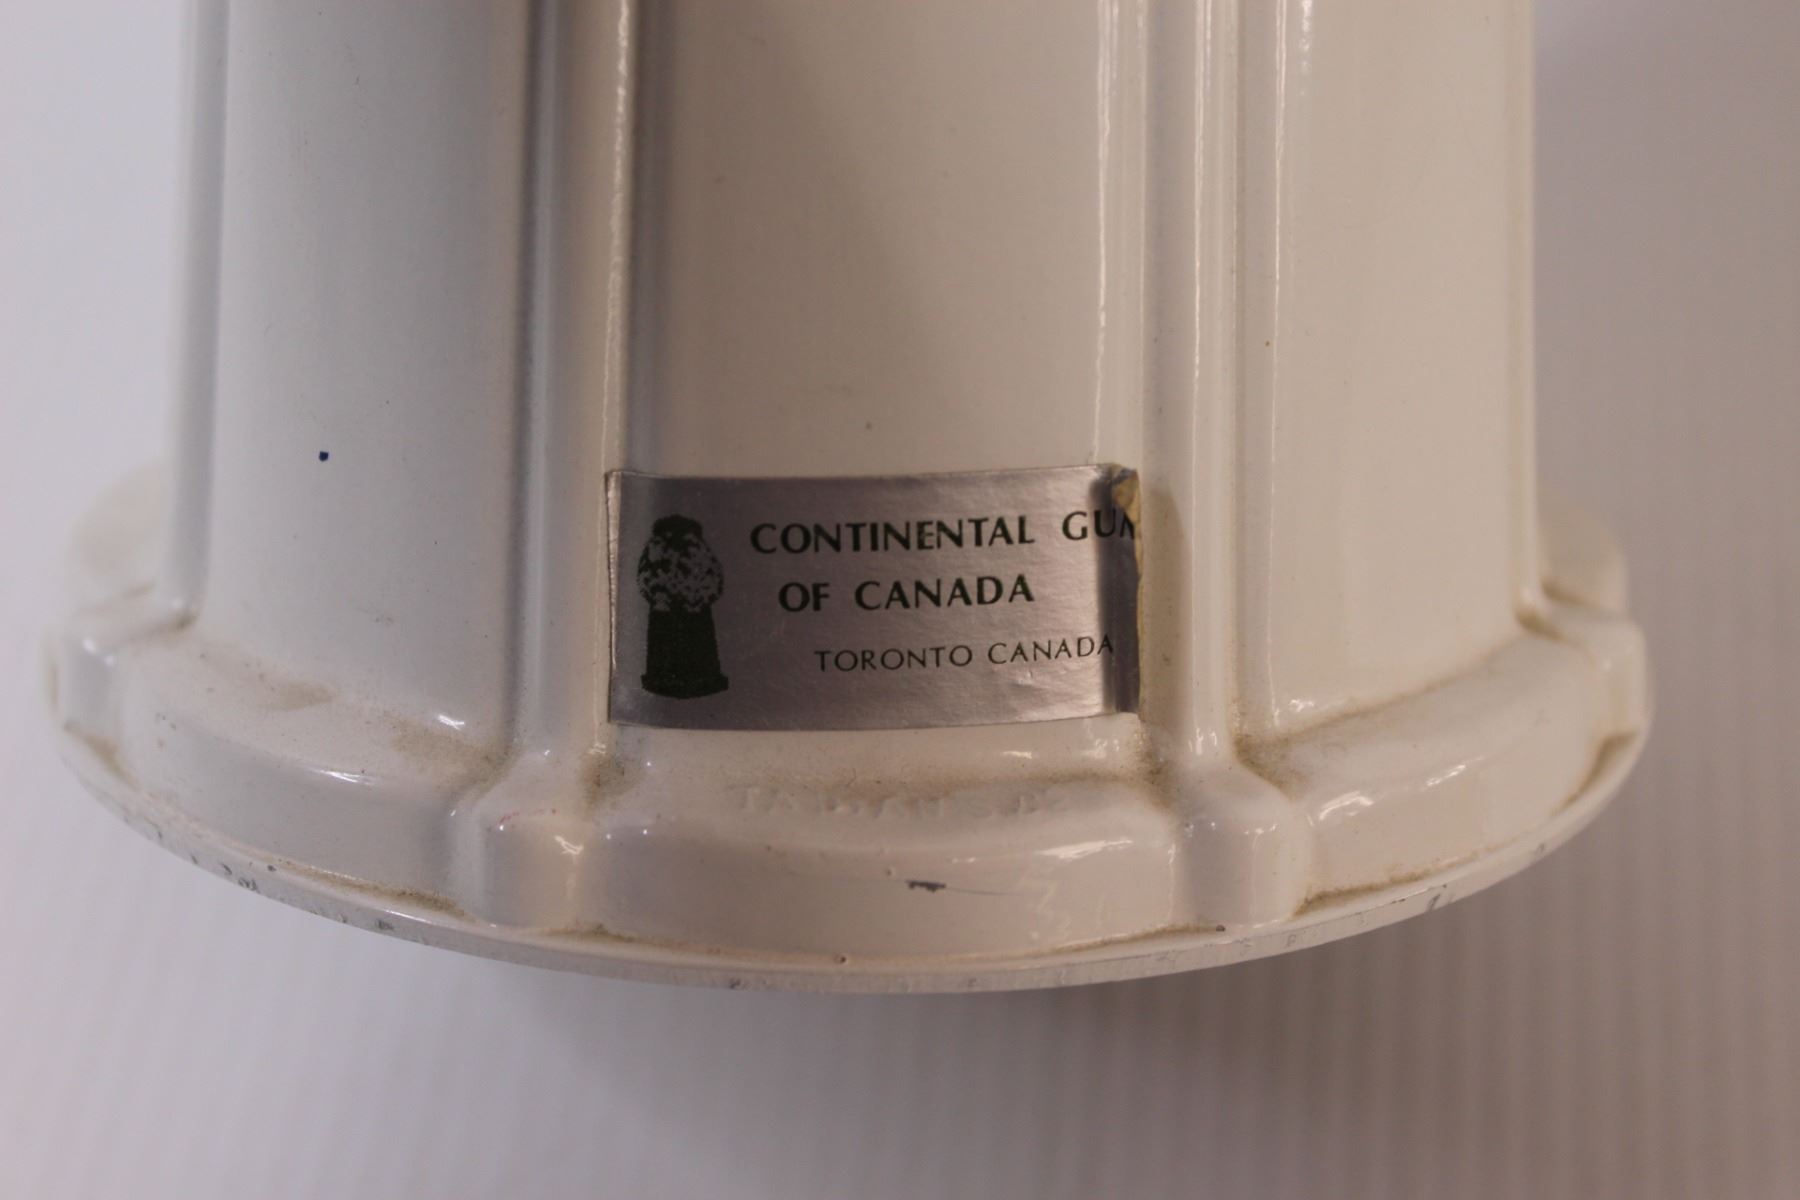 CONTINENTAL GUM
OF CANADA
TORONTO CANADA